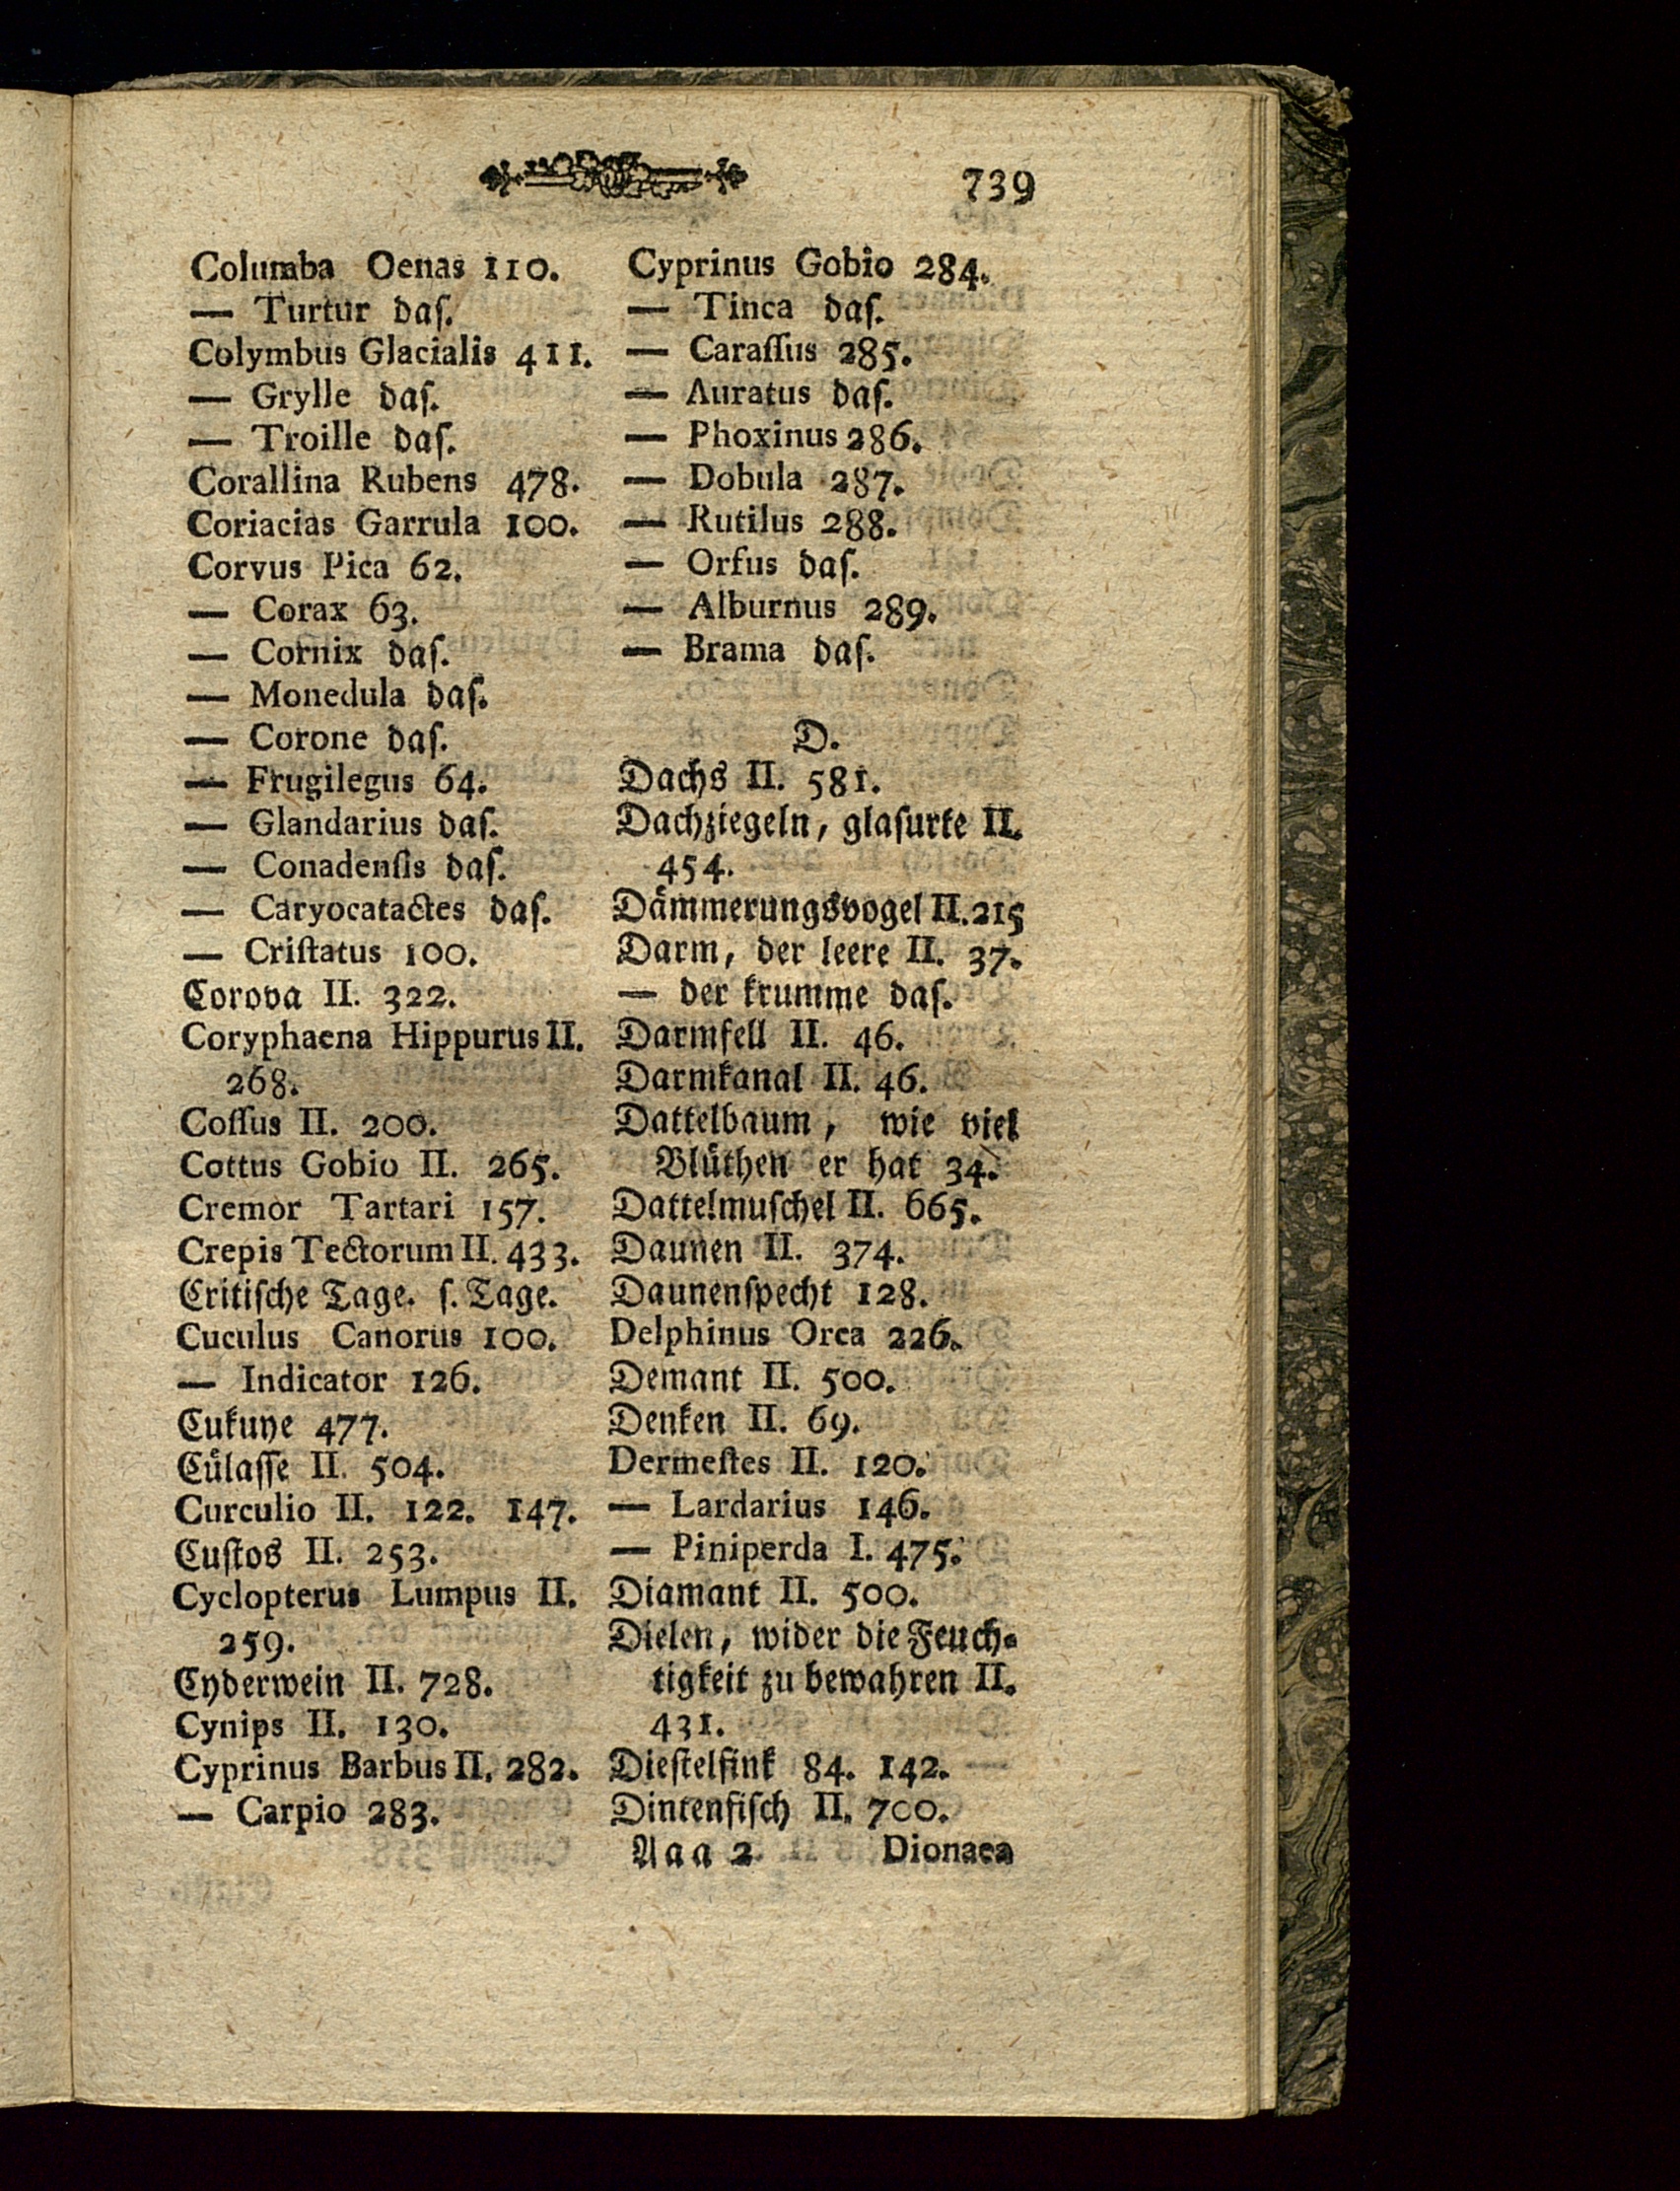 739
Columba Oenas 110.
— Turtur daſ.
Colymbus Glacialis 411.
— Grylle daſ.
— Troille daſ.
Corallina Rubens 478.
Coriacias Garrula 100.
Corvus Pica 62.
— Corax 63.
— Cornix daſ.
— Monedula daſ.
— Corone daſ.
— Frugilegus 64.
— Glandarius daſ.
— Conadenſis daſ.
— Caryocatactes daſ.
— Criſtatus 100.
Corova II. 322.
Coryphaena Hippurus II.
268.
Coſſus II. 200.
Cottus Gobio II. 265.
Cremor Tartari 157.
Crepis Tectorum II. 433.
Critiſche Tage. ſ. Tage.
Cuculus Canorus 100.
— Indicator 126.
Cukuye 477.
Cuͤlaſſe II. 504.
Curculio II. 122. 147.
Cuſtos II. 253.
Cyclopterus Lumpus II.
259.
Cyderwein II. 728.
Cynips II. 130.
Cyprinus Barbus II. 282.
— Carpio 283.
Cyprinus Gobio 284.
— Tinca daſ.
— Caraſſus 285.
— Auratus daſ.
— Phoxinus 286.
— Dobula 287.
— Rutilus 288.
— Orfus daſ.
— Alburnus 289.
— Brama daſ.
D.
Dachs II. 581.
Dachziegeln, glaſurte II.
454.
Daͤmmerungsvogel II. 215
Darm, der leere II. 37.
— der krumme daſ.
Darmfell II. 46.
Darmkanal II. 46.
Dattelbaum, wie viel
Bluͤthen er hat 34.
Dattelmuſchel II. 665.
Daunen II. 374.
Daunenſpecht 128.
Delphinus Orca 226.
Demant II. 500.
Denken II. 69.
Dermeſtes II. 120.
— Lardarius 146.
— Piniperda I. 475.
Diamant II. 500.
Dielen, wider die Feuch⸗
tigkeit zu bewahren II.
431.
Dieſtelfink 84. 142.
Dintenfiſch II. 700.
Aaa 2 Dionaea